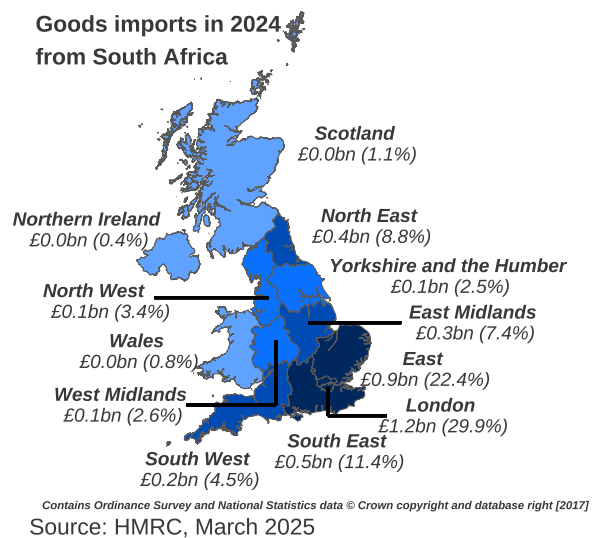 Goods imports in 2024
from South Africa
Scotland
£0.0bn (1.1%)
Northern Ireland
£0.0bn (0.4%)
North East
£0.4bn (8.8%)
Yorkshire and the Humber
£0.1bn (2.5%)
North West
£0.1bn (3.4%)
East Midlands
£0.3bn (7.4%)
Wales
£0.0bn (0.8%)
East
£0.9bn (22.4%)
West Midlands
£0.1bn (2.6%)
London
£1.2bn (29.9%)
South East
£0.5bn (11.4%)
South West
£0.2bn (4.5%)
Contains Ordinance Survey and National Statistics data © Crown copyright and database right [2017]
Source: HMRC, March 2025